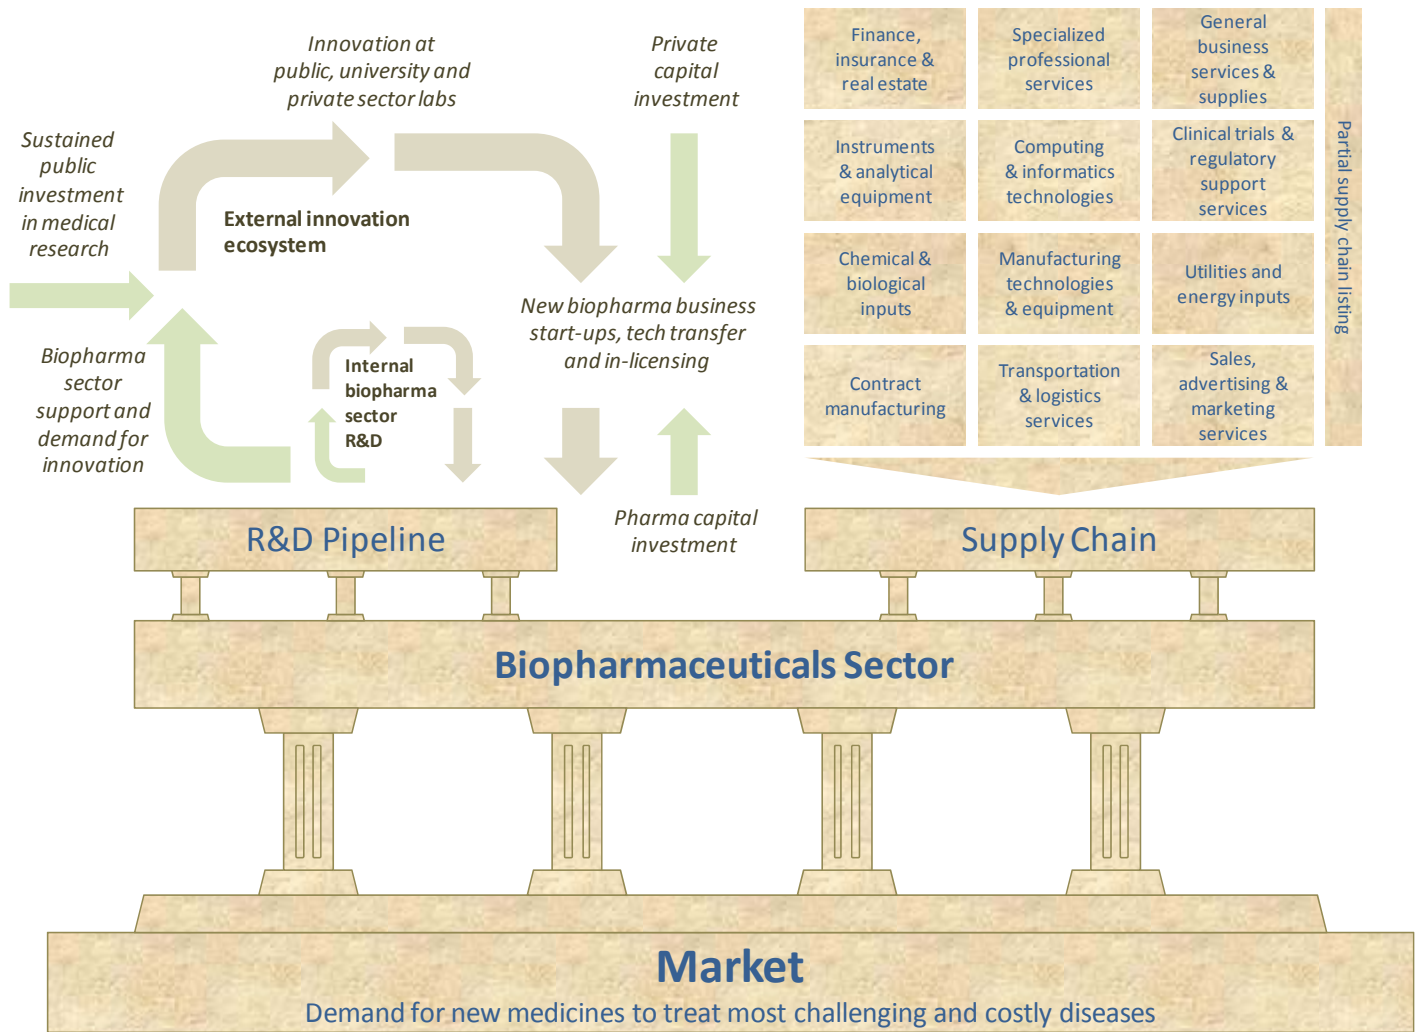 Innovation at
public, university and
private sector labs
Private
capital
investment
Sustained
public
investment
in medical
research
External innovation
ecosystem
New biopharma business
start-ups, tech transfer
and in-licensing
Biopharma
sector
support and
demand for
innovation
Internal
biopharma
sector
R&D
Pharma capital
investment
Finance,
insurance &
real estate
Specialized
professional
services
General
business
services &
supplies
Instruments
& analytical
equipment
Computing
& informatics
technologies
Clinical trials &
regulatory
support
services
Chemical &
biological
inputs
Manufacturing
technologies
& equipment
Utilities and
energy inputs
Contract
manufacturing
Transportation
& logistics
services
Sales,
advertising &
marketing
services
Partial supply chain listing
R&D Pipeline
Supply Chain
Biopharmaceuticals Sector
Market
Demand for new medicines to treat most challenging and costly diseases